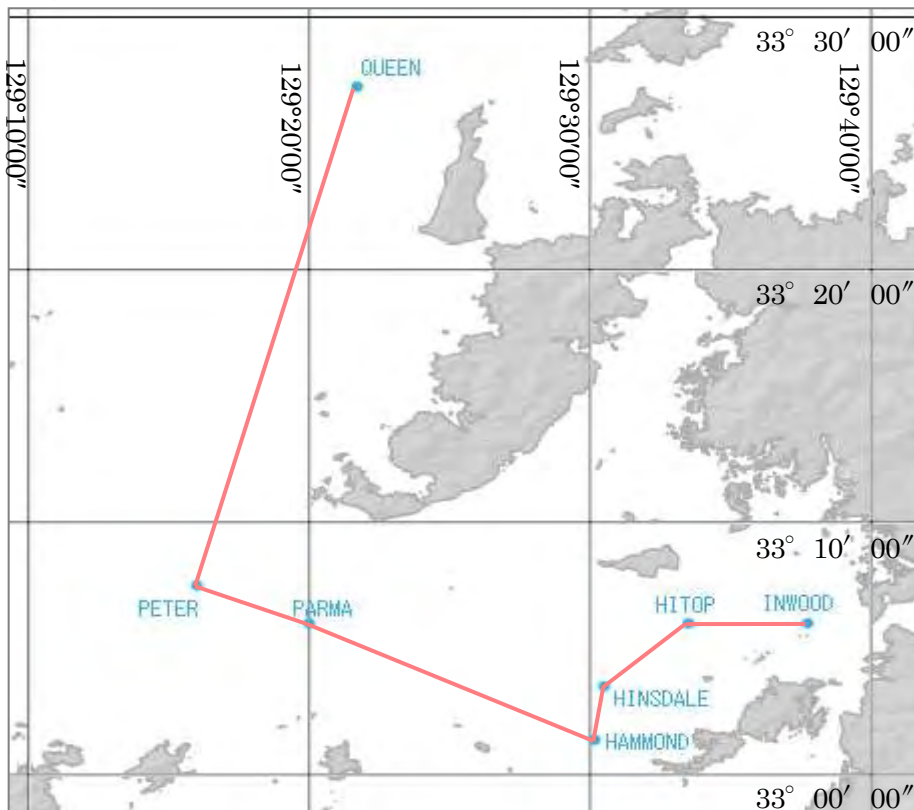 33° 30′ 00″
QUEEN
129°10′00″
129°20′00″
129°30′00″
129°40′00″
33° 20′ 00″
33° 10′ 00″
PETER
PARMA
HITOP
INWOOD
HINSDALE
HAMMOND
33° 00′ 00″